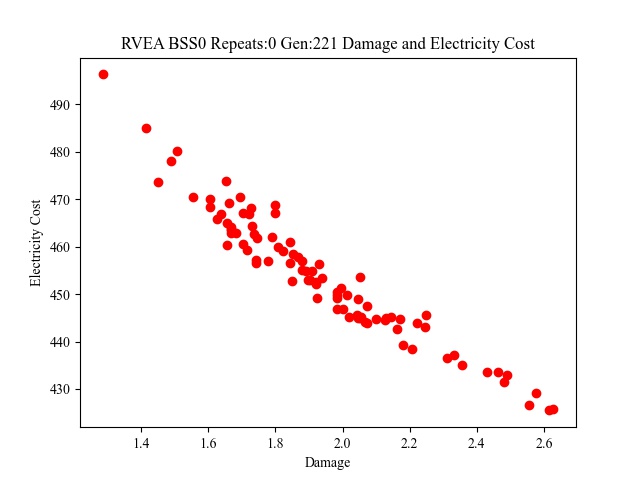 RVEA BSS0 Repeats:0 Gen:221 Damage and Electricity Cost
490
480
470
460
450
440
430
Electricity Cost
1.4 1.6 1.8 2.0 2.2 2.4 2.6
Damage